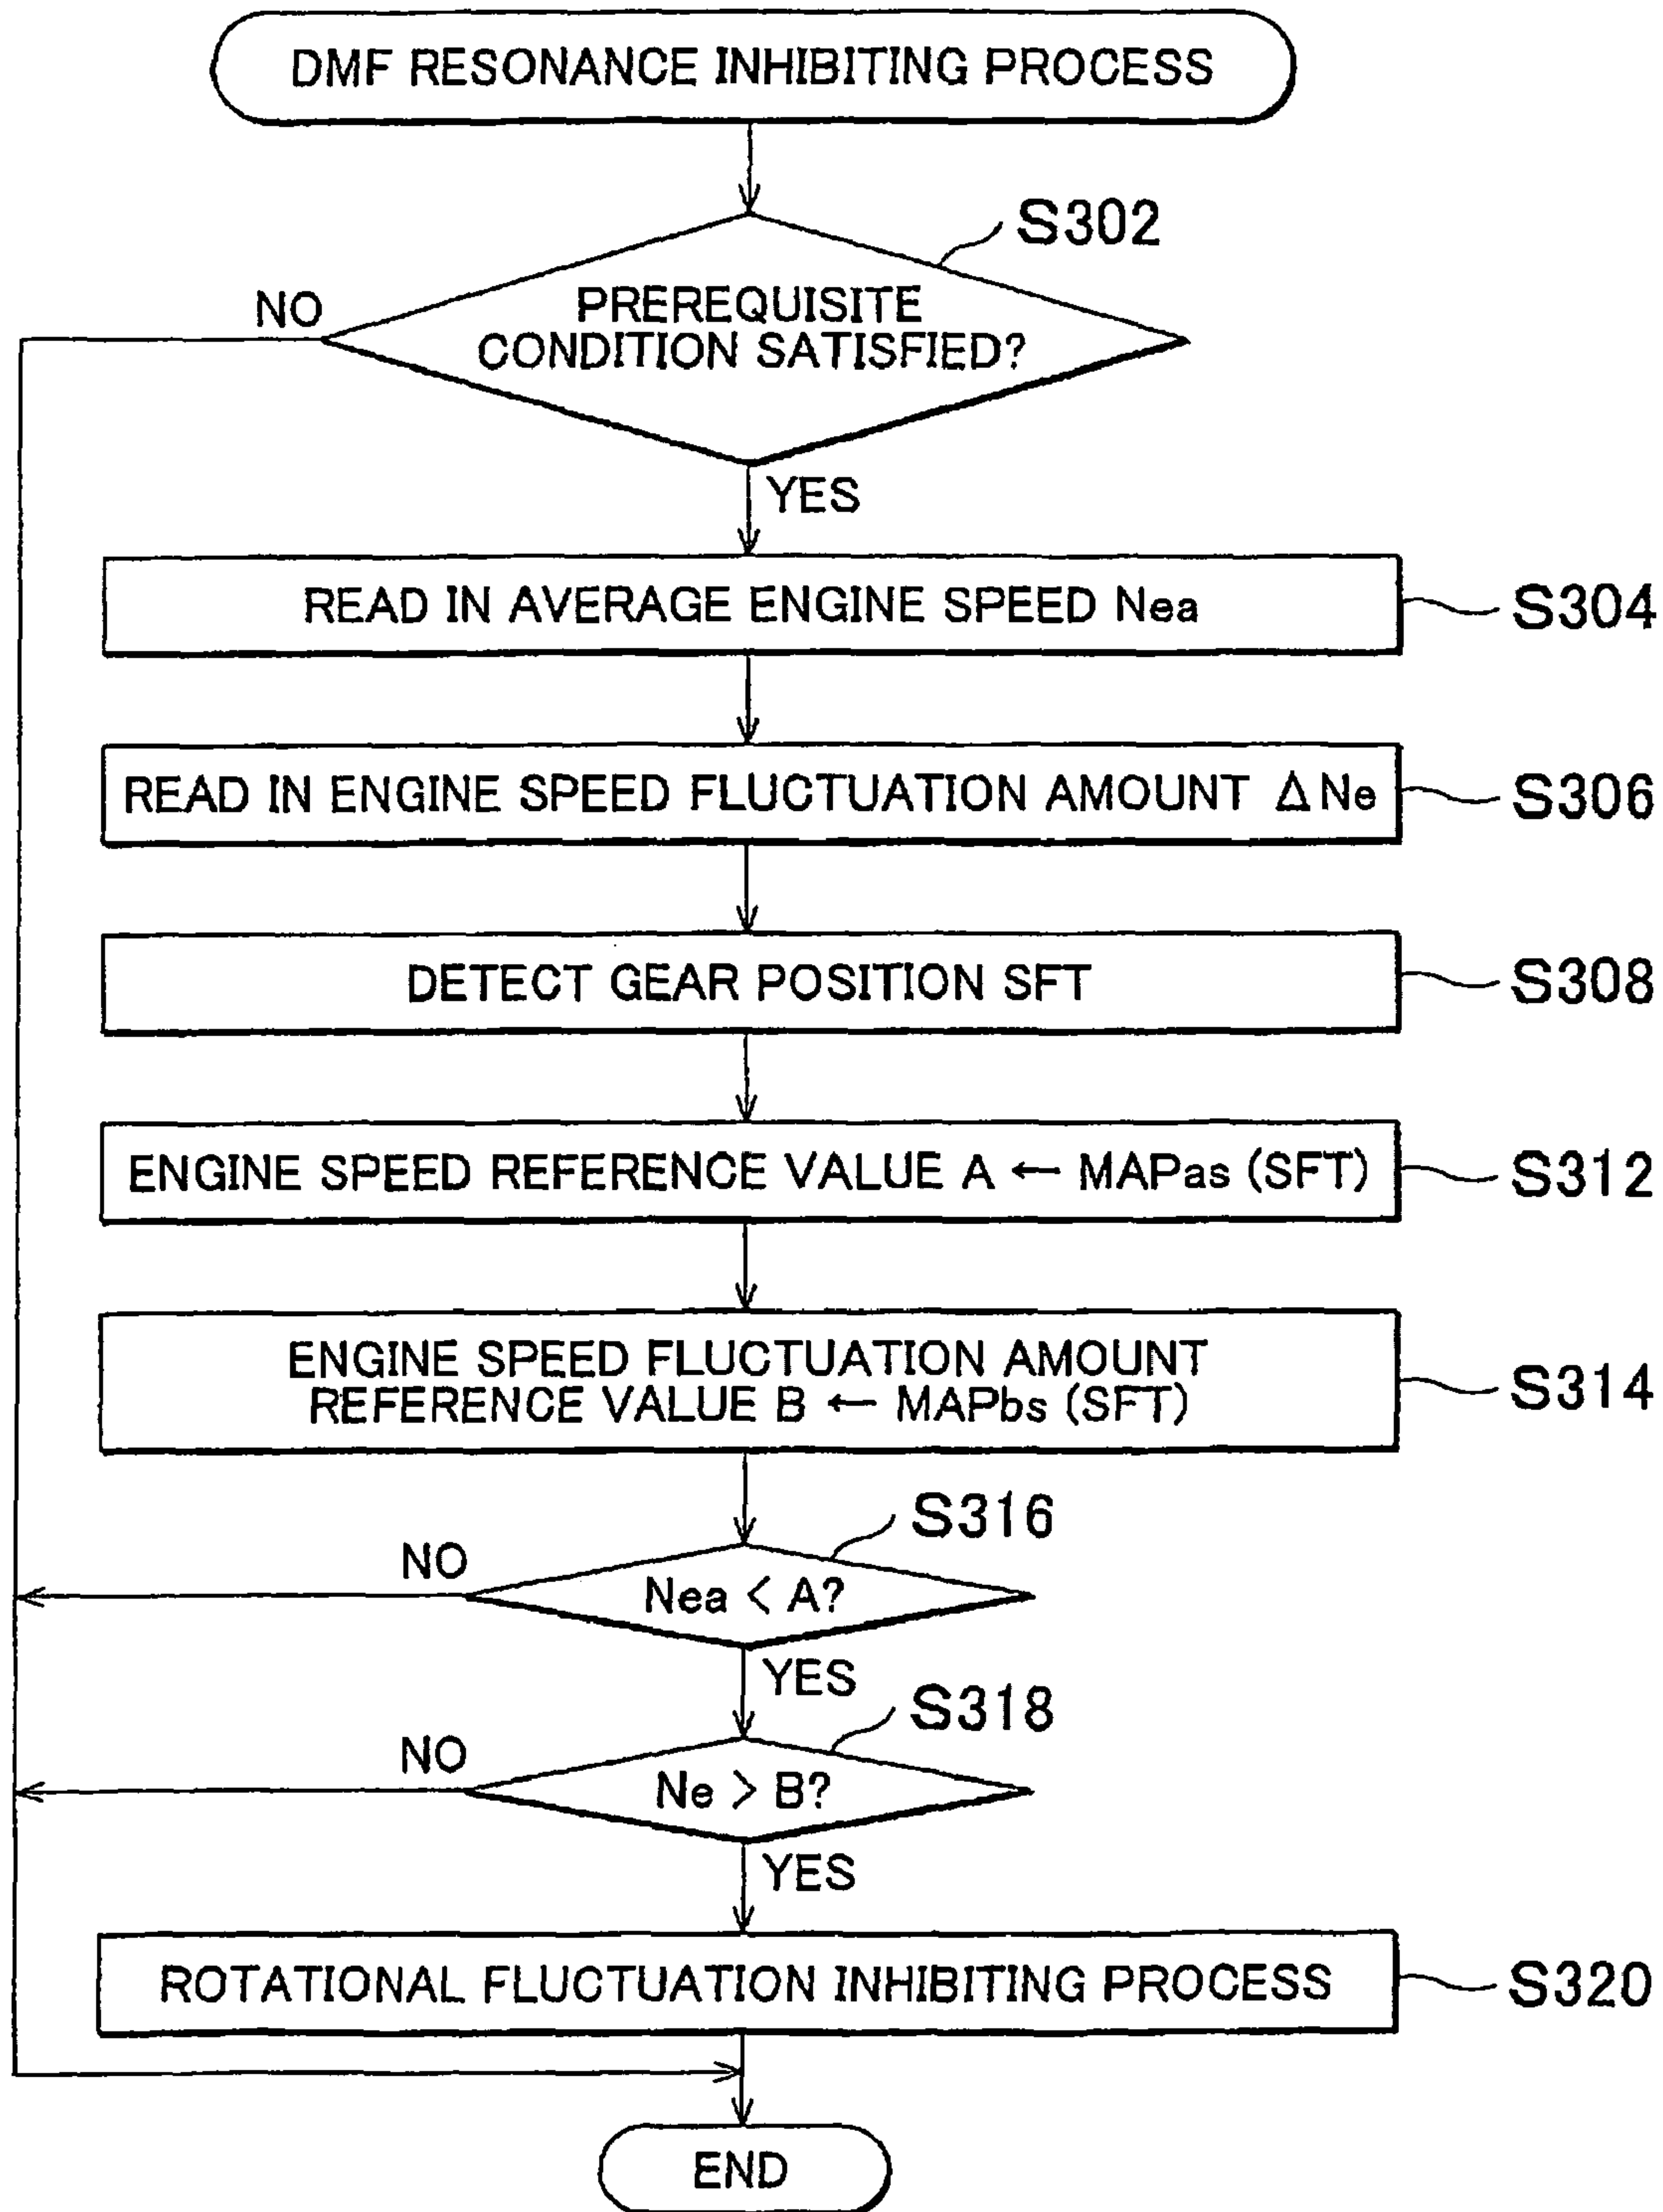 DMF RESONANCE INHIBITING PROCESS
S302
NO
PREREQUISITE
CONDITION SATISFIED?
YES
READ IN AVERAGE ENGINE SPEED Nea
S304
READ IN ENGINE SPEED FLUCTUATION AMOUNT ΔNe
S306
DETECT GEAR POSITION SFT
S308
ENGINE SPEED REFERENCE VALUE A ← MAPas (SFT)
S312
ENGINE SPEED FLUCTUATION AMOUNT
REFERENCE VALUE B ← MAPbs (SFT)
S314
S316
NO
Nea < A?
YES
S318
NO
Ne > B?
YES
ROTATIONAL FLUCTUATION INHIBITING PROCESS
S320
END